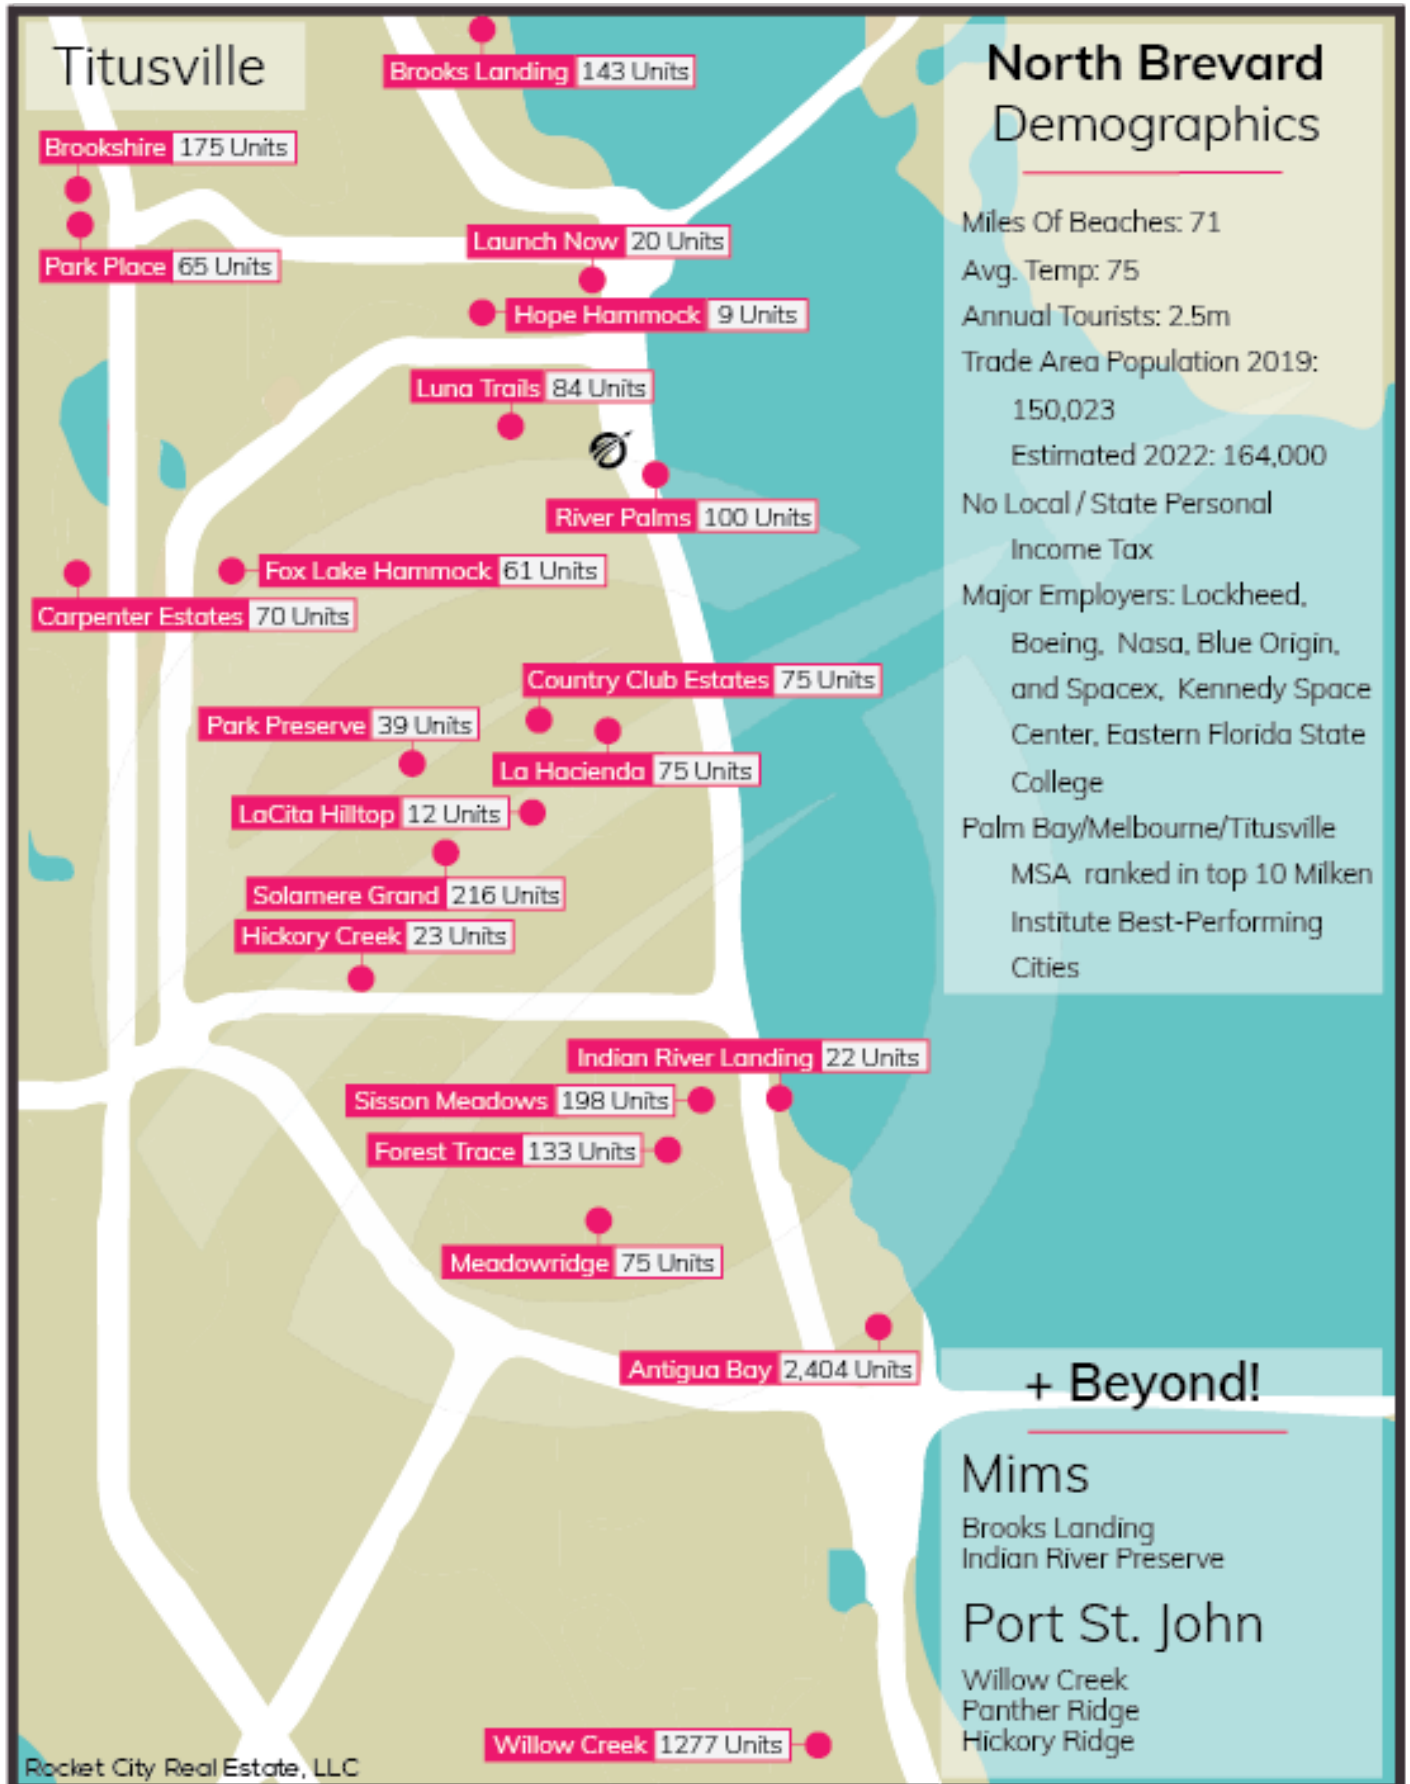 Titusville
Brooks Landing 143 Units
Brookshire 175 Units
Park Place 65 Units
Launch Now 20 Units
Hope Hammock 9 Units
Luna Trails 84 Units
River Palms 100 Units
Fox Lake Hammock 61 Units
Carpenter Estates 70 Units
Country Club Estates 75 Units
Park Preserve 39 Units
La Hacienda 75 Units
LaCita Hilltop 12 Units
Solamere Grand 216 Units
Hickory Creek 23 Units
Indian River Landing 22 Units
Sisson Meadows 198 Units
Forest Trace 133 Units
Meadowridge 75 Units
Antigua Bay 2,404 Units
Willow Creek 1277 Units
Rocket City Real Estate, LLC
North Brevard
Demographics
Miles Of Beaches: 71
Avg. Temp: 75
Annual Tourists: 2.5m
Trade Area Population 2019:
150,023
Estimated 2022: 164,000
No Local / State Personal
Income Tax
Major Employers: Lockheed,
Boeing, Nasa, Blue Origin,
and Spacex, Kennedy Space
Center, Eastern Florida State
College
Palm Bay/Melbourne/Titusville
MSA ranked in top 10 Milken
Institute Best-Performing
Cities
+ Beyond!
Mims
Brooks Landing
Indian River Preserve
Port St. John
Willow Creek
Panther Ridge
Hickory Ridge